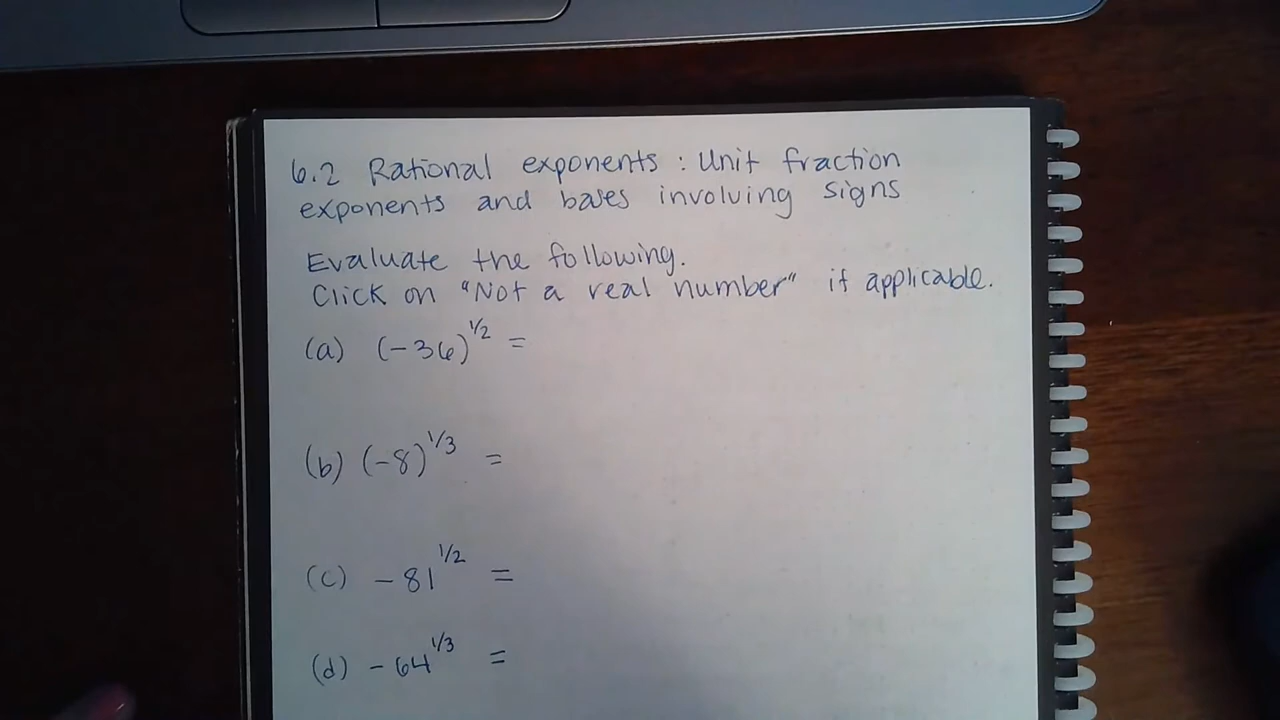 6.2 Rational exponents : Unit fraction
exponents and bases involving signs
Evaluate the following.
Click on "Not a real number" if applicable.
(a) (-36)^1/2 =
(b) (-8)^1/3 =
(c) -81^1/2 =
(d) -64^1/3 =